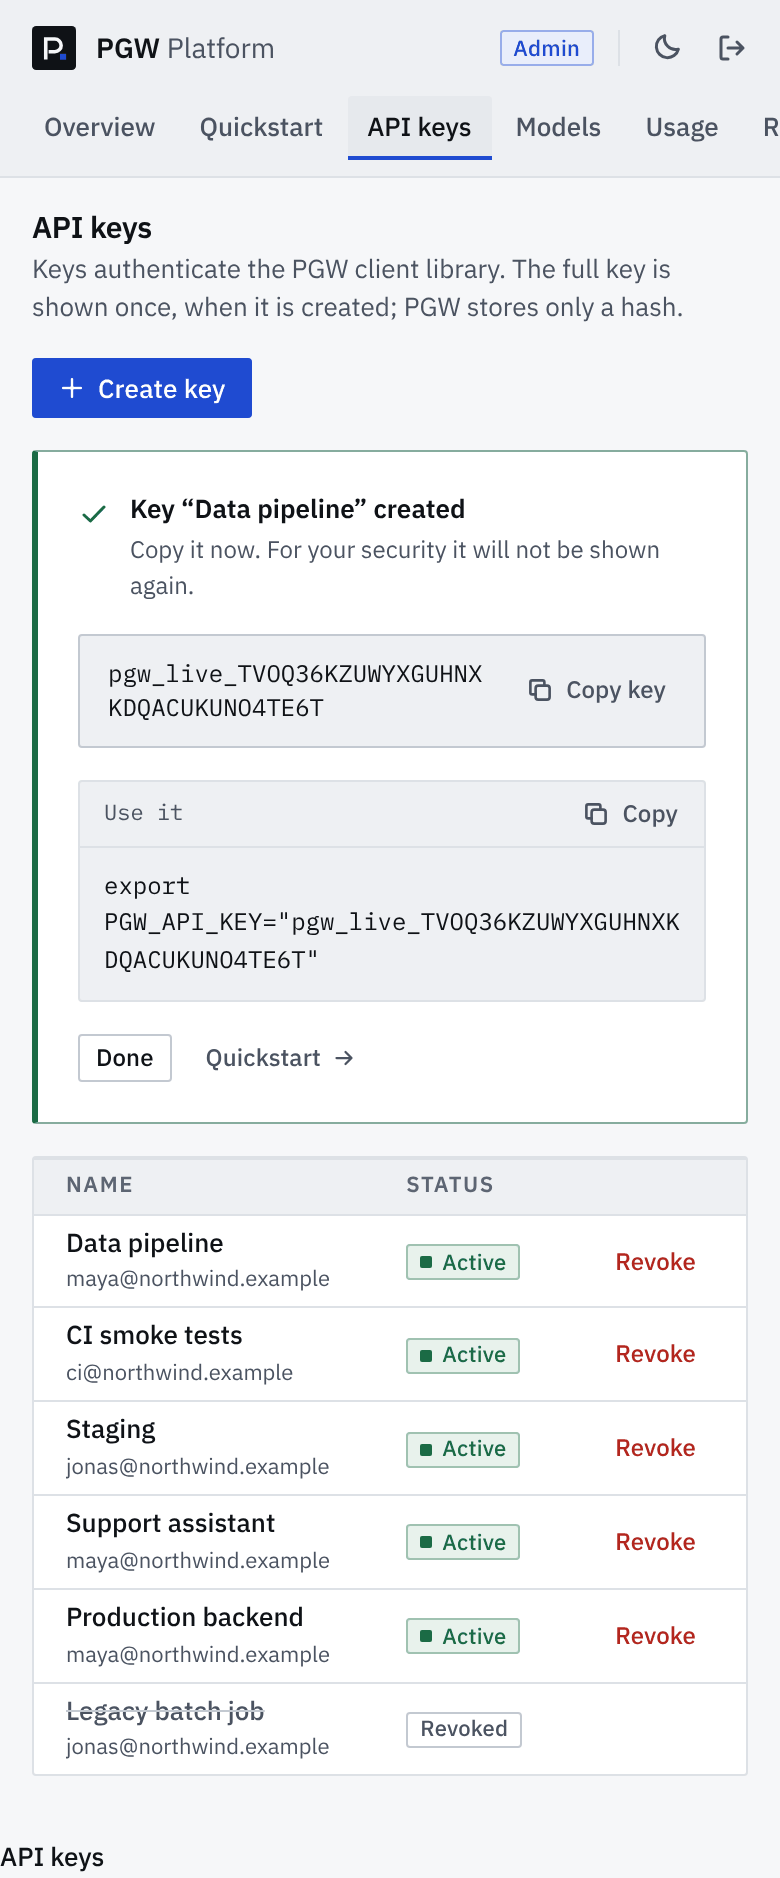 P. PGW Platform Admin
Overview Quickstart API keys Models Usage R
API keys
Keys authenticate the PGW client library. The full key is
shown once, when it is created; PGW stores only a hash.
Create key
Key “Data pipeline” created
Copy it now. For your security it will not be shown
again.
pgw_live_TVOQ36KZUWYXGUHNX
KDQACUKUNO4TE6T
Copy key
Use it Copy
export
PGW_API_KEY="pgw_live_TVOQ36KZUWYXGUHNXK
DQACUKUNO4TE6T"
Done Quickstart →
NAME STATUS
Data pipeline
maya@northwind.example
Active Revoke
CI smoke tests
ci@northwind.example
Active Revoke
Staging
jonas@northwind.example
Active Revoke
Support assistant
maya@northwind.example
Active Revoke
Production backend
maya@northwind.example
Active Revoke
Legacy batch job
jonas@northwind.example
Revoked
API keys